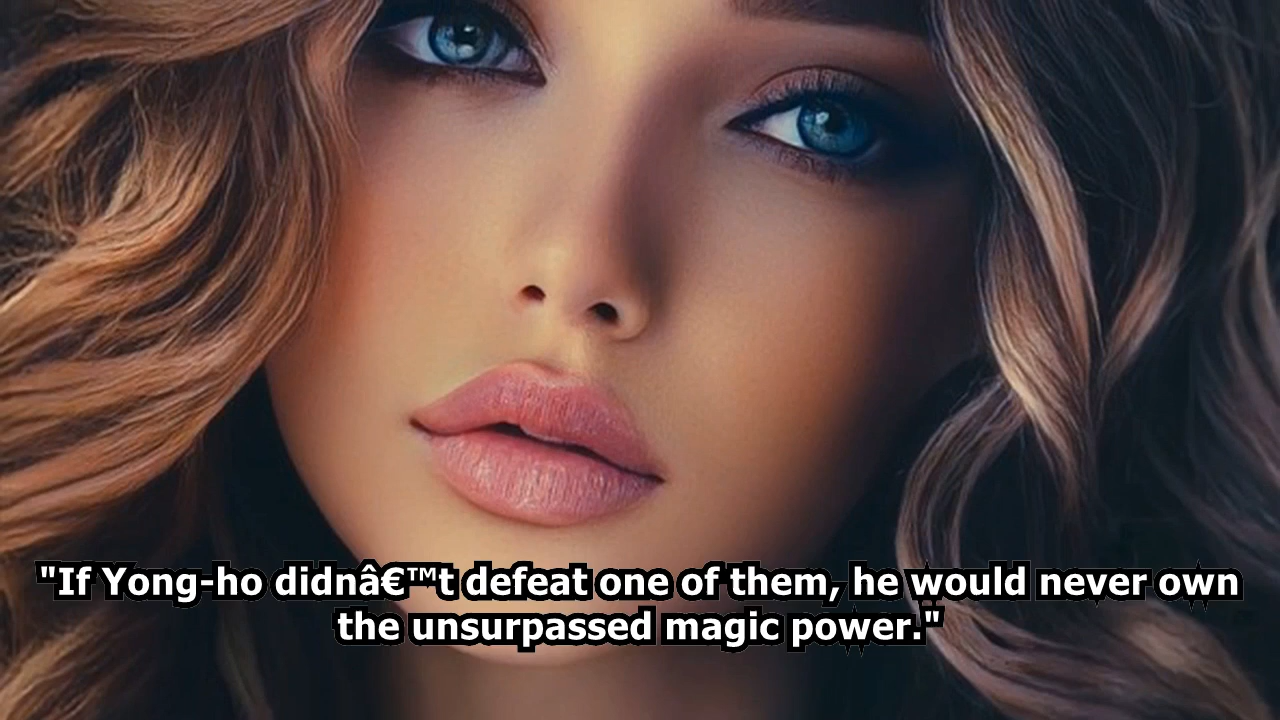 "If Yong-ho didnâ€™t defeat one of them, he would never own
the unsurpassed magic power."